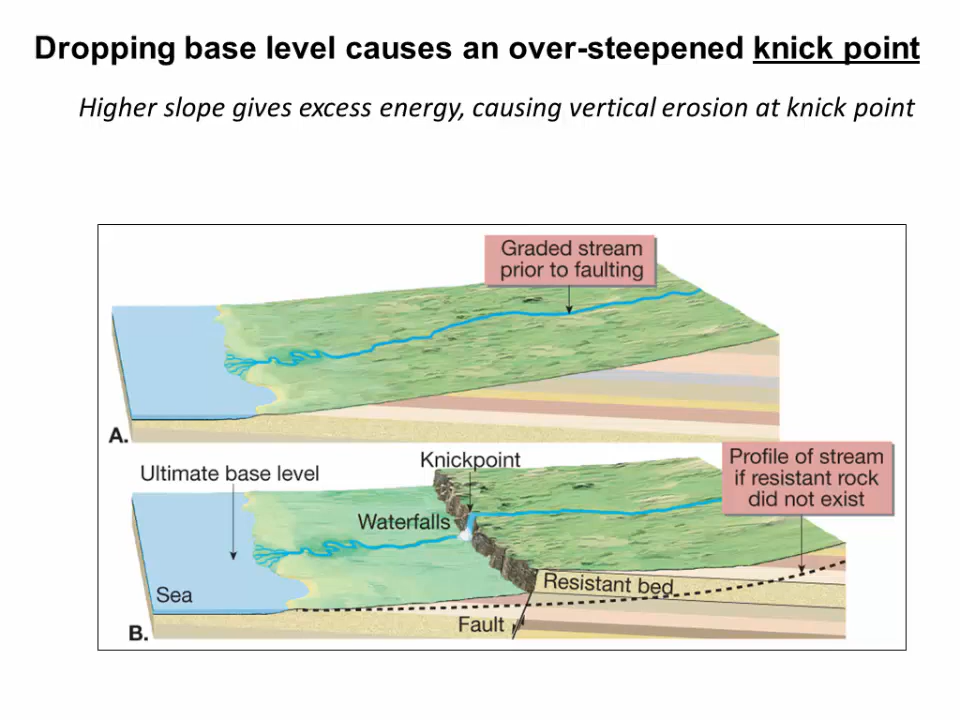 Dropping base level causes an over-steepened knick point
Higher slope gives excess energy, causing vertical erosion at knick point
Graded stream
prior to faulting
A.
Ultimate base level
Knickpoint
Profile of stream
if resistant rock
did not exist
Waterfalls
Sea
Resistant bed
Fault
B.